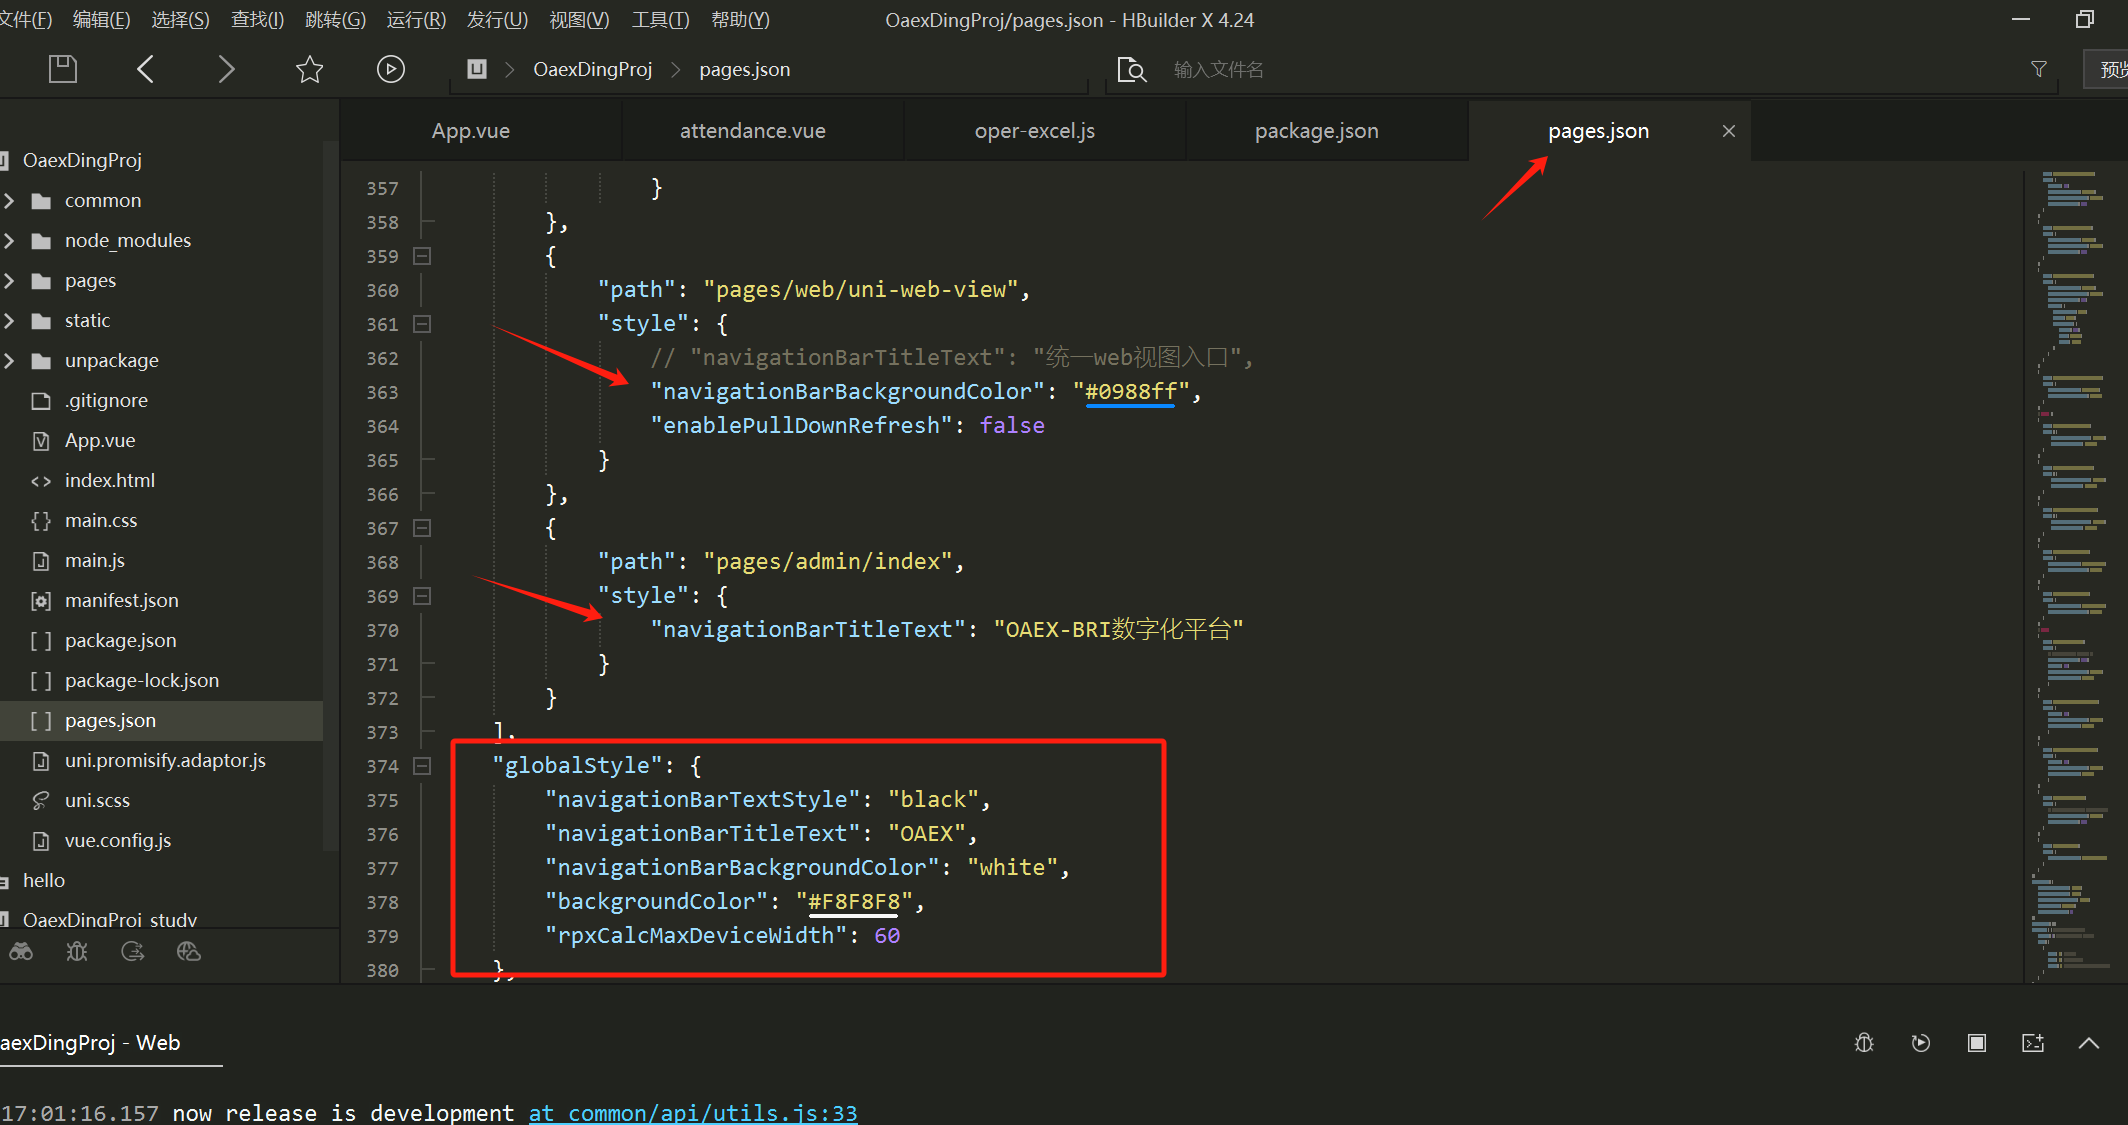 文件(F) 编辑(E) 选择(S) 查找(I) 跳转(G) 运行(R) 发行(U) 视图(V) 工具(T) 帮助(Y) OaexDingProj/pages.json - HBuilder X 4.24
OaexDingProj pages.json 输入文件名 预览
App.vue attendance.vue oper-excel.js package.json pages.json
OaexDingProj
common
node_modules
pages
static
unpackage
.gitignore
App.vue
index.html
main.css
main.js
manifest.json
package.json
package-lock.json
pages.json
uni.promisify.adaptor.js
uni.scss
vue.config.js
hello
OaexDingProj_study
357 }
358 },
359 {
360 "path": "pages/web/uni-web-view",
361 "style": {
362 // "navigationBarTitleText": "统一web视图入口",
363 "navigationBarBackgroundColor": "#0988ff",
364 "enablePullDownRefresh": false
365 }
366 },
367 {
368 "path": "pages/admin/index",
369 "style": {
370 "navigationBarTitleText": "OAEX-BRI数字化平台"
371 }
372 }
373 ],
374 "globalStyle": {
375 "navigationBarTextStyle": "black",
376 "navigationBarTitleText": "OAEX",
377 "navigationBarBackgroundColor": "white",
378 "backgroundColor": "#F8F8F8",
379 "rpxCalcMaxDeviceWidth": 60
380 },
aexDingProj - Web
17:01:16.157 now release is development at common/api/utils.js:33